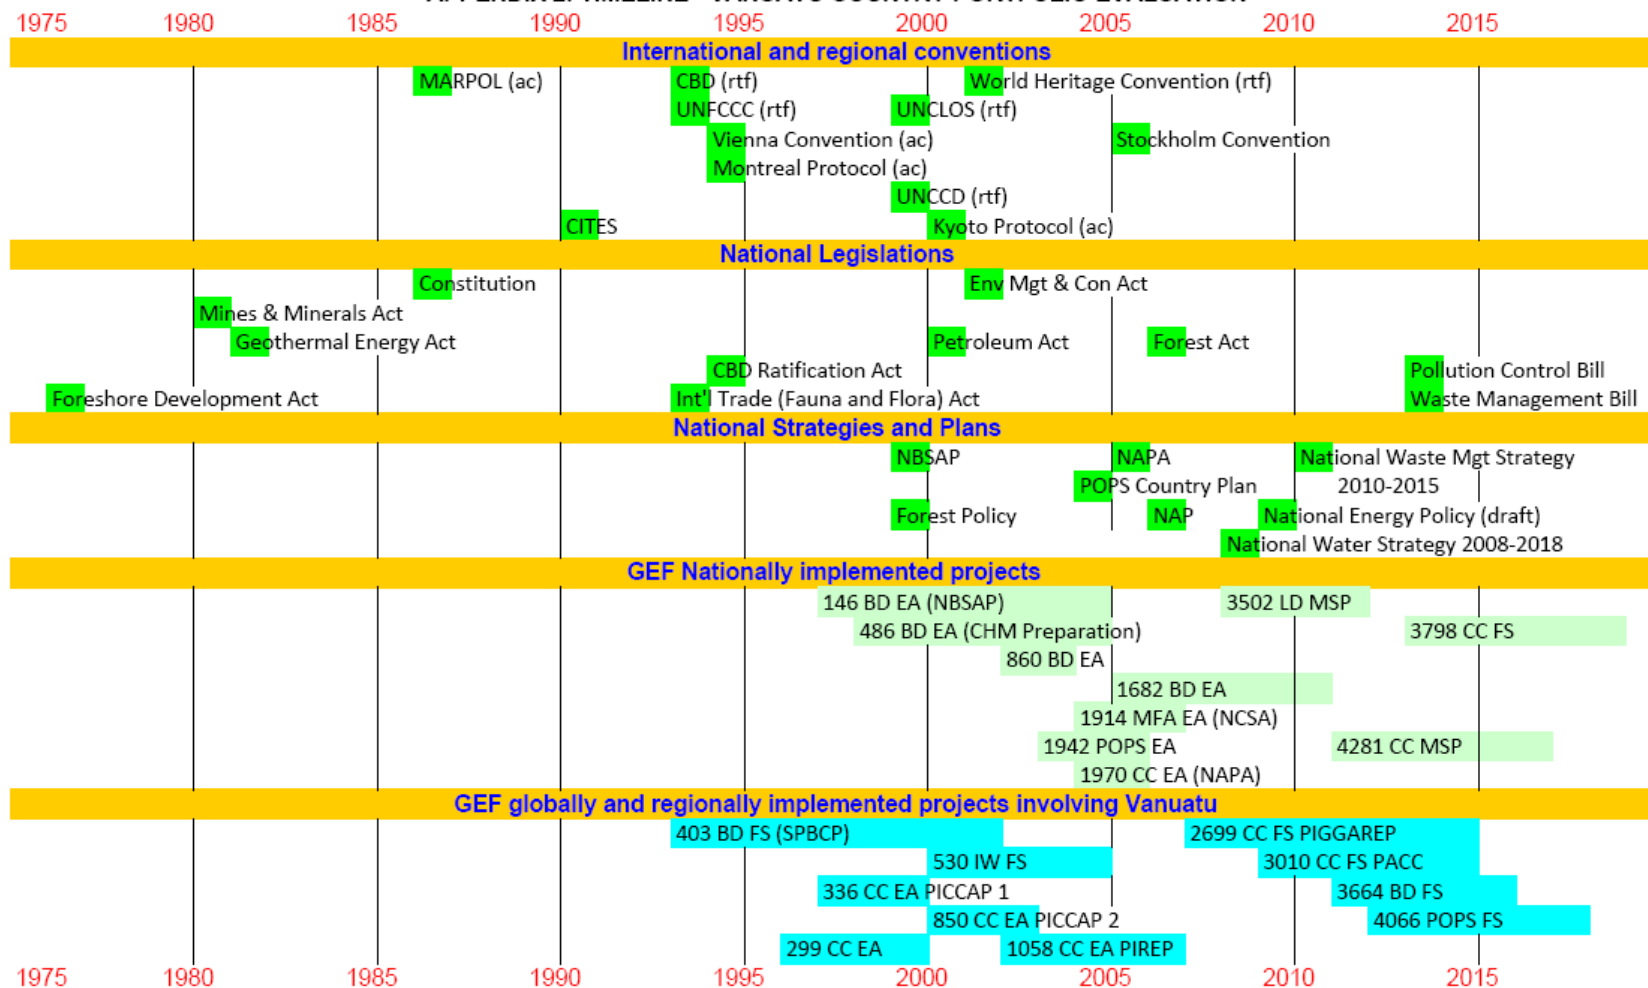 1975 1980 1985 1990 1995 2000 2005 2010 2015
International and regional conventions
MARPOL (ac) CBD (rtf) World Heritage Convention (rtf)
UNFCCC (rtf) UNCLOS (rtf)
Vienna Convention (ac) Stockholm Convention
Montreal Protocol (ac)
UNCCD (rtf)
CITES Kyoto Protocol (ac)
National Legislations
Constitution Env Mgt & Con Act
Mines & Minerals Act
Geothermal Energy Act Petroleum Act Forest Act
CBD Ratification Act Pollution Control Bill
Foreshore Development Act Int'l Trade (Fauna and Flora) Act Waste Management Bill
National Strategies and Plans
NBSAP NAPA National Waste Mgt Strategy
POPS Country Plan 2010-2015
Forest Policy NAP National Energy Policy (draft)
National Water Strategy 2008-2018
GEF Nationally implemented projects
146 BD EA (NBSAP) 3502 LD MSP
486 BD EA (CHM Preparation) 3798 CC FS
860 BD EA
1682 BD EA
1914 MFA EA (NCSA)
1942 POPS EA 4281 CC MSP
1970 CC EA (NAPA)
GEF globally and regionally implemented projects involving Vanuatu
403 BD FS (SPBCP) 2699 CC FS PIGGAREP
530 IW FS 3010 CC FS PACC
336 CC EA PICCAP 1 3664 BD FS
850 CC EA PICCAP 2 4066 POPS FS
299 CC EA 1058 CC EA PIREP
1975 1980 1985 1990 1995 2000 2005 2010 2015